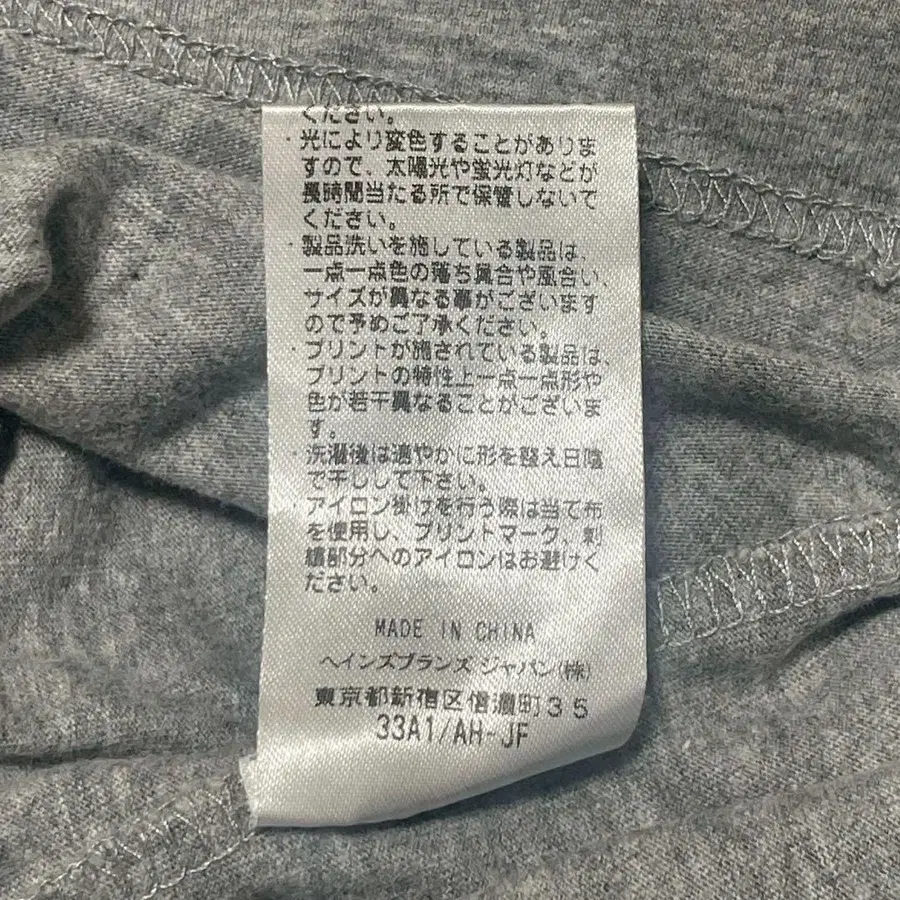 ください。
・光により変色することがありま
すので、太陽光や蛍光灯などが
長時間当たる所で保管しないで
ください。
・製品洗いを施している製品は、
一点一点色の落ち具合や風合い、
サイズが異なる事がございます
ので予めご了承ください。
・プリントが施されている製品は、
プリントの特性上一点一点形や
色が若干異なることがございま
す。
・洗濯後は速やかに形を整え日陰
で干しして下さい。
・アイロン掛けを行う際は当て布
を使用し、プリントマーク、刺
繍部分へのアイロンはお避けく
ださい。
MADE IN CHINA
ヘインズブランズ ジャパン(株)
東京都新宿区信濃町35
33A1/AH-JF